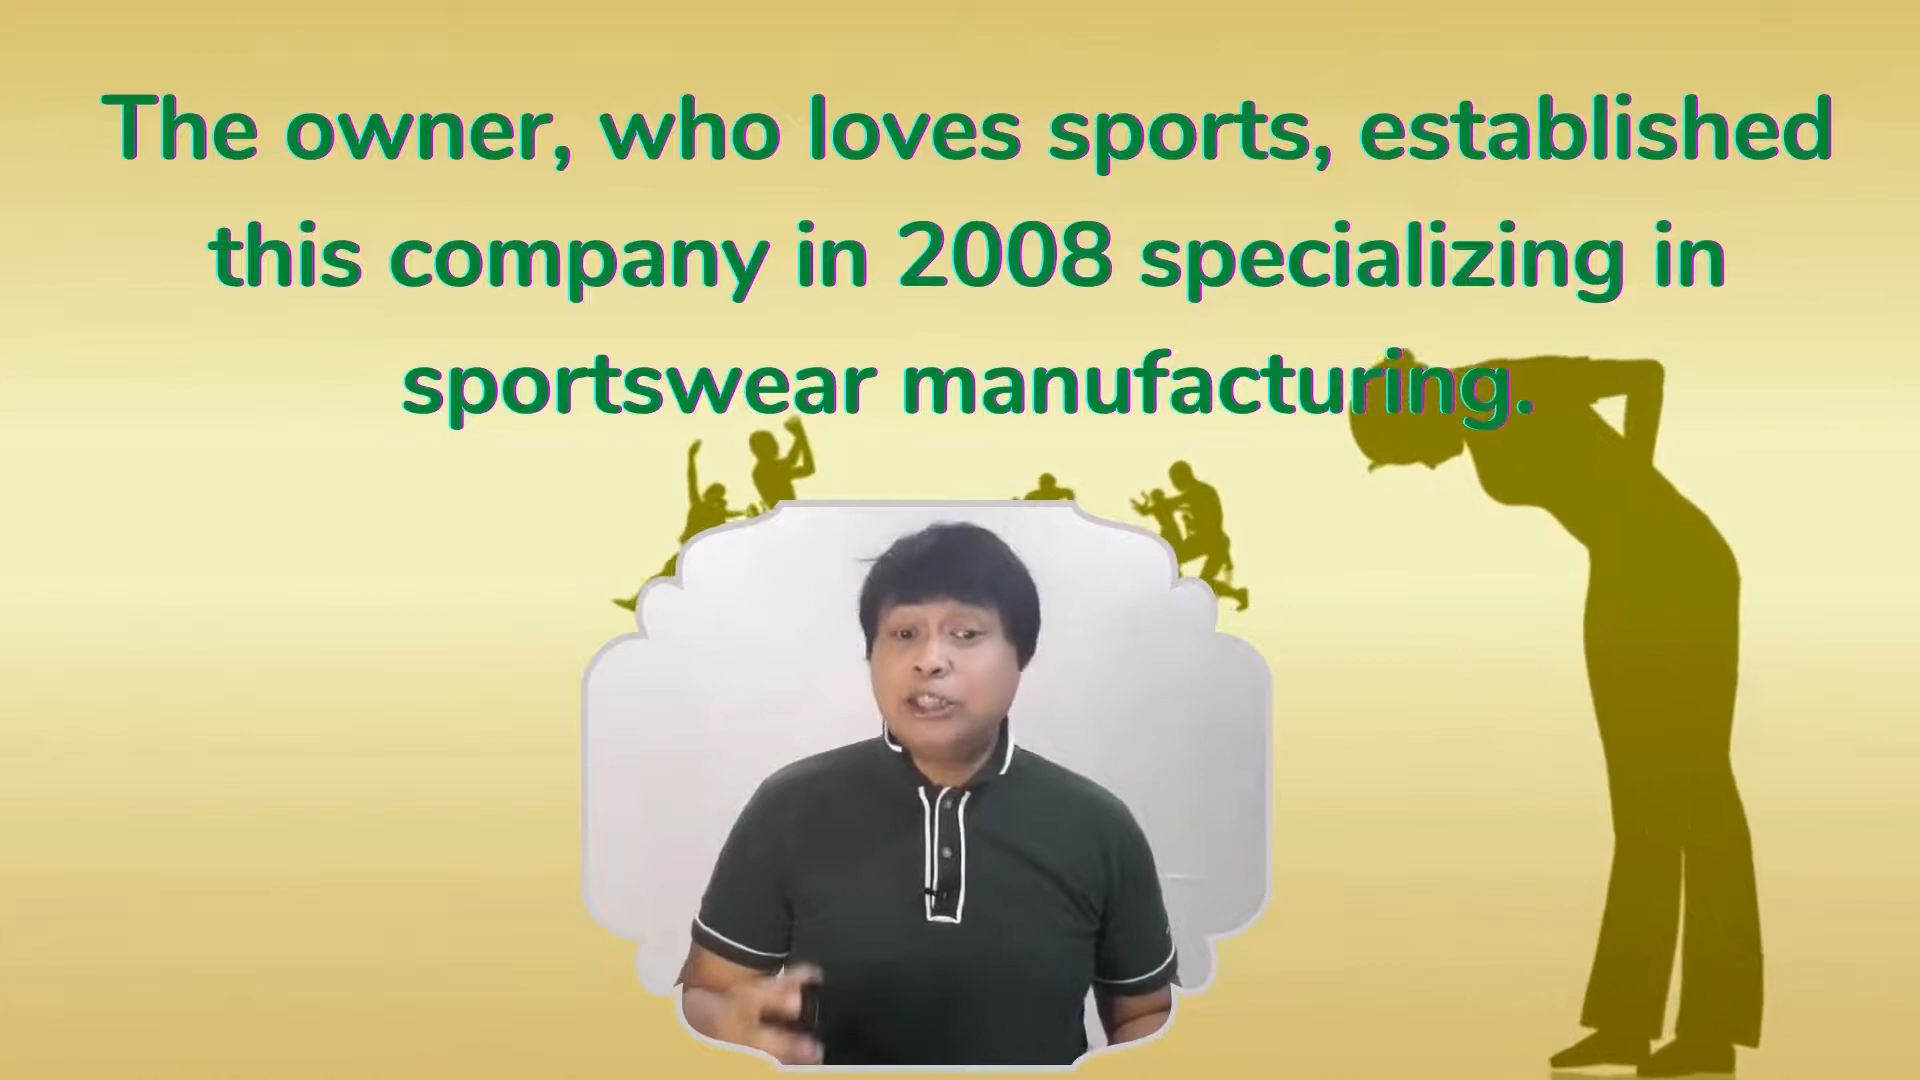 The owner, who loves sports, established
this company in 2008 specializing in
sportswear manufacturing.